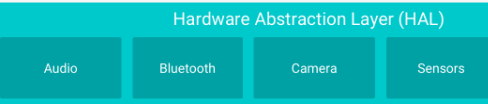 Hardware Abstraction Layer (HAL)
Audio Bluetooth Camera Sensors